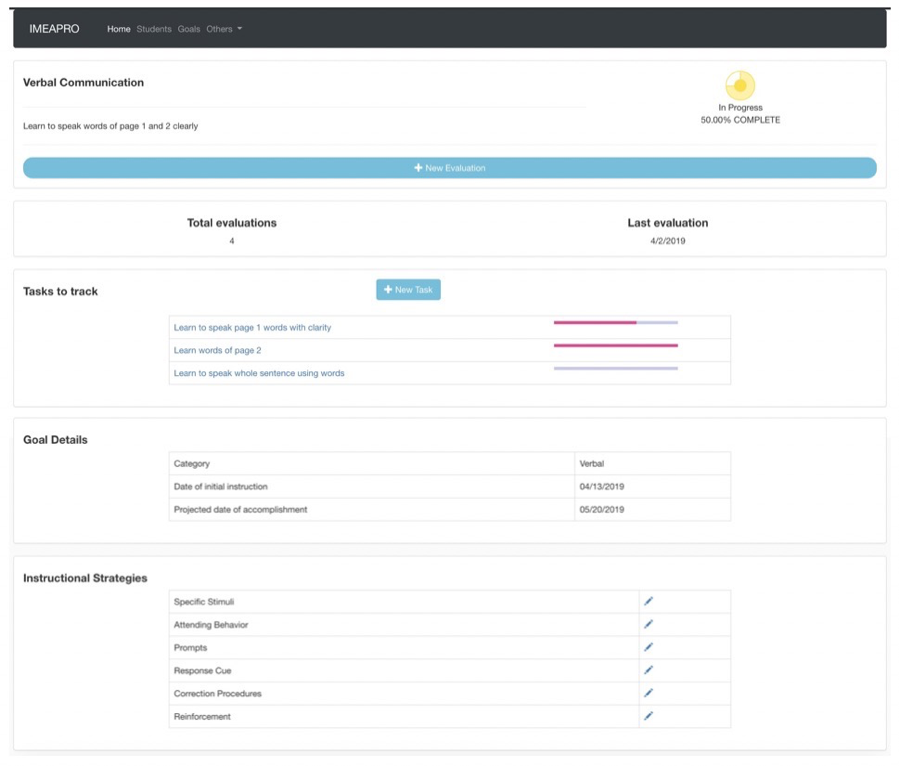 IMEAPRO Home Students Goals Others
Verbal Communication
In Progress
50.00% COMPLETE
Learn to speak words of page 1 and 2 clearly
New Evaluation
Total evaluations Last evaluation
4 4/2/2019
Tasks to track New Task
Learn to speak page 1 words with clarity
Learn words of page 2
Learn to speak whole sentence using words
Goal Details
Category Verbal
Date of initial instruction 04/13/2019
Projected date of accomplishment 05/20/2019
Instructional Strategies
Specific Stimuli
Attending Behavior
Prompts
Response Cue
Correction Procedures
Reinforcement